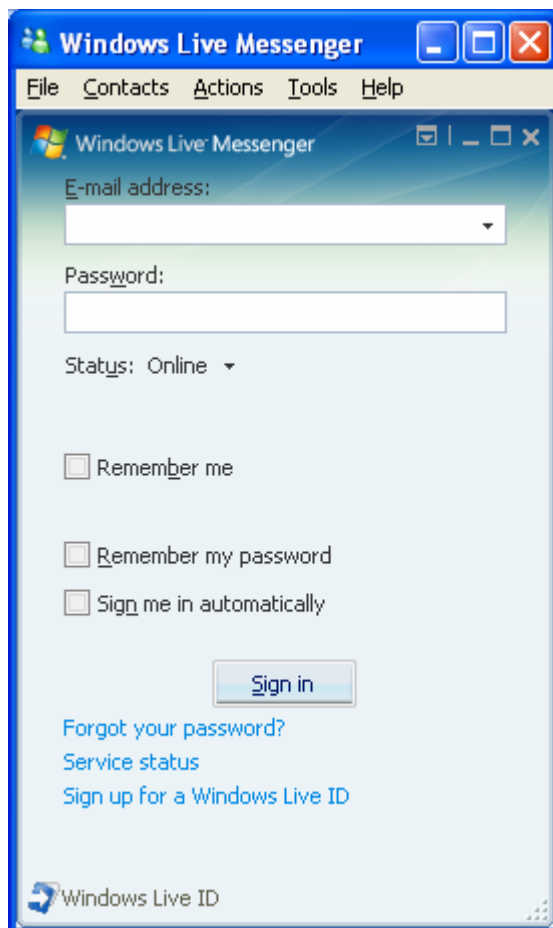 Windows Live Messenger
File Contacts Actions Tools Help
Windows Live Messenger
E-mail address:
Password:
Status: Online
Remember me
Remember my password
Sign me in automatically
Sign in
Forgot your password?
Service status
Sign up for a Windows Live ID
Windows Live ID